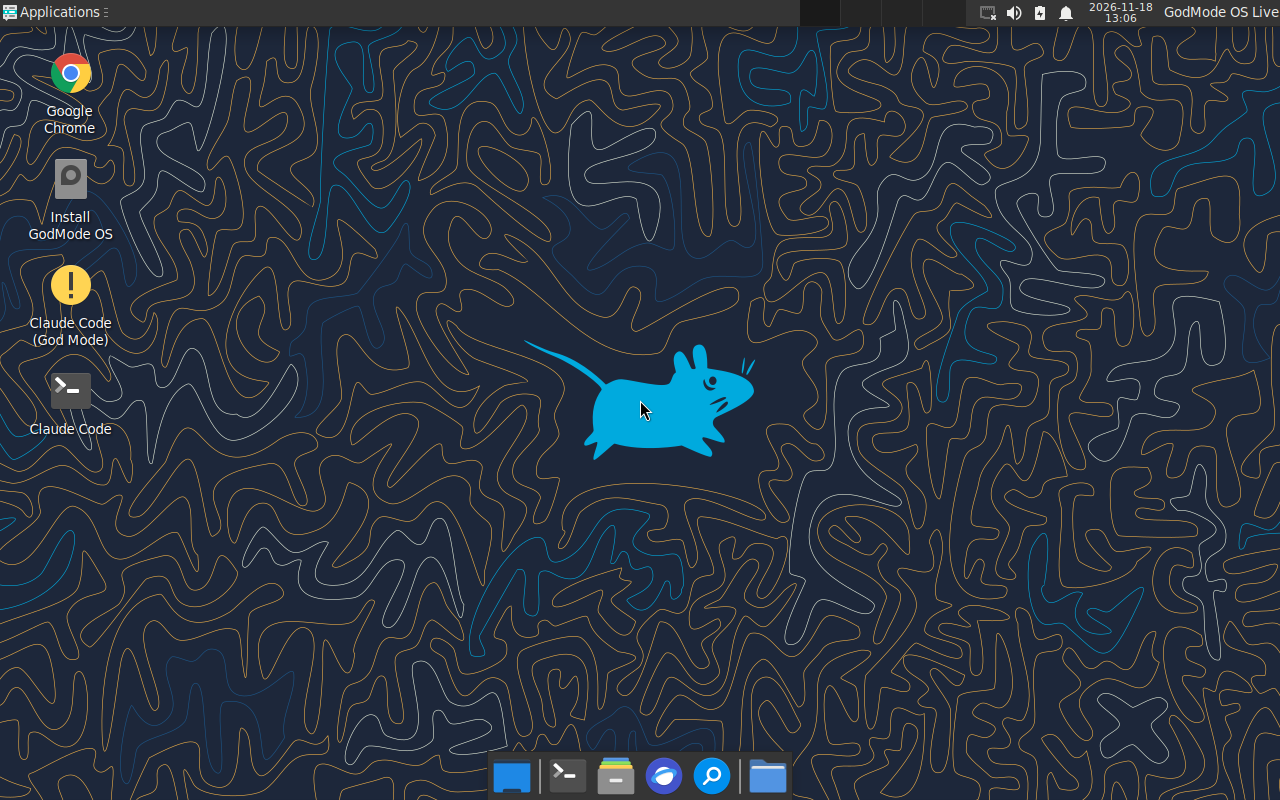 Applications
2026-11-18
13:06
GodMode OS Live
Google
Chrome
Install
GodMode OS
Claude Code
(God Mode)
Claude Code